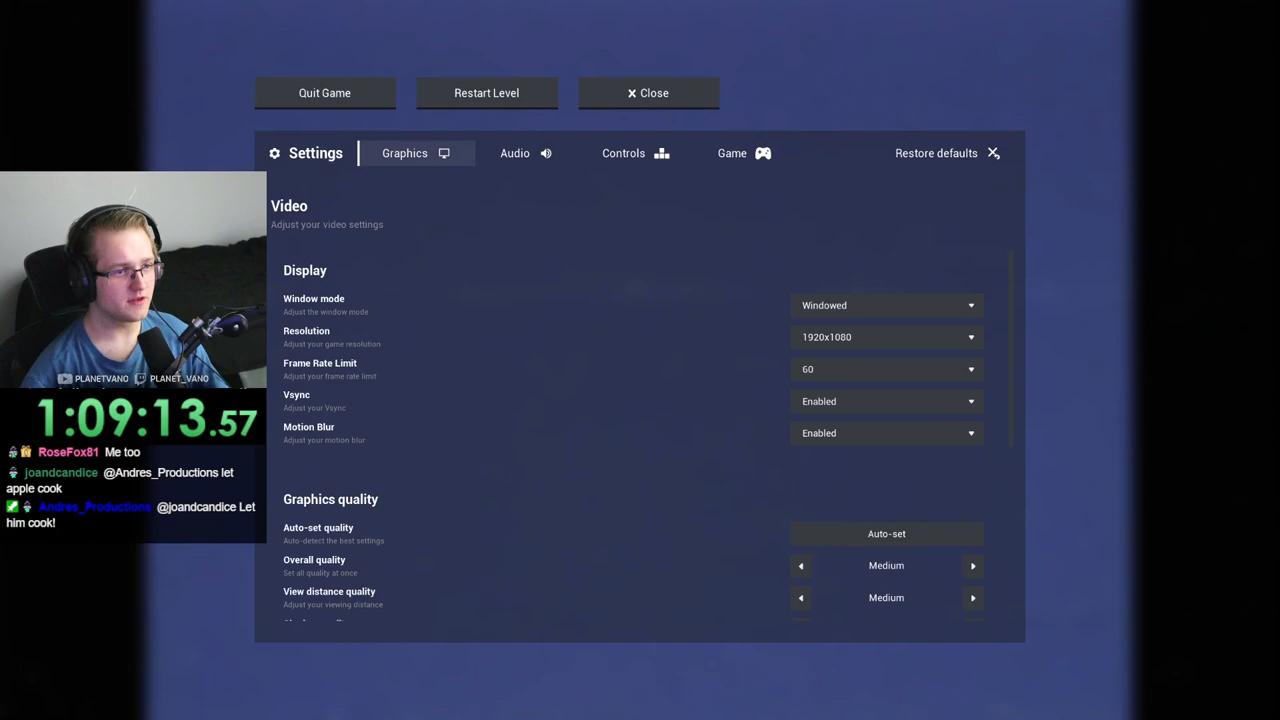 Quit Game
Restart Level
Close
Settings
Graphics
Audio
Controls
Game
Restore defaults
Video
Adjust your video settings
Display
Window mode
Adjust the window mode
Windowed
Resolution
Adjust your game resolution
1920x1080
Frame Rate Limit
Adjust your frame rate limit
60
Vsync
Adjust your Vsync
Enabled
Motion Blur
Adjust your motion blur
Enabled
Graphics quality
Auto-set quality
Auto-detect the best settings
Auto-set
Overall quality
Set all quality at once
Medium
View distance quality
Adjust your viewing distance
Medium
PLANETVANO
PLANET_VANO
1:09:13.57
RoseFox81 Me too
joandcandice @Andres_Productions let
apple cook
Andres_Productions @joandcandice Let
him cook!